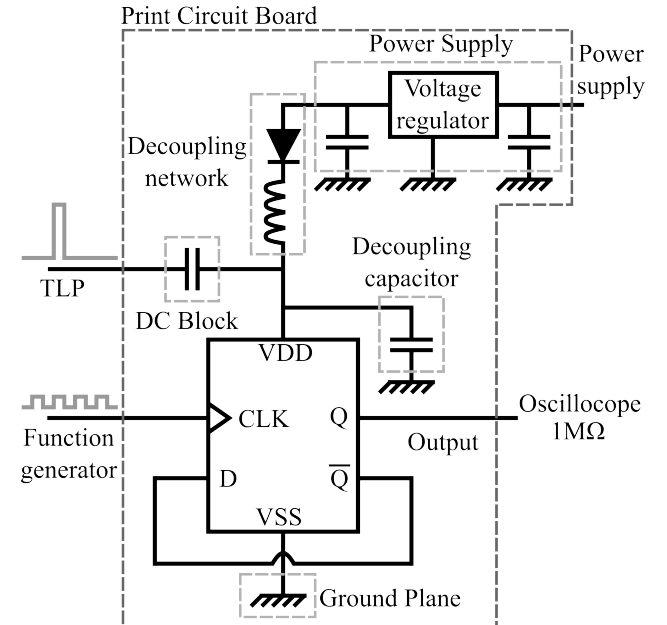 Print Circuit Board
Power Supply
Power
supply
Voltage
regulator
Decoupling
network
TLP
DC Block
Decoupling
capacitor
VDD
CLK
Q
Function
generator
Output
Oscillocope
1MΩ
D
Q̅
VSS
Ground Plane